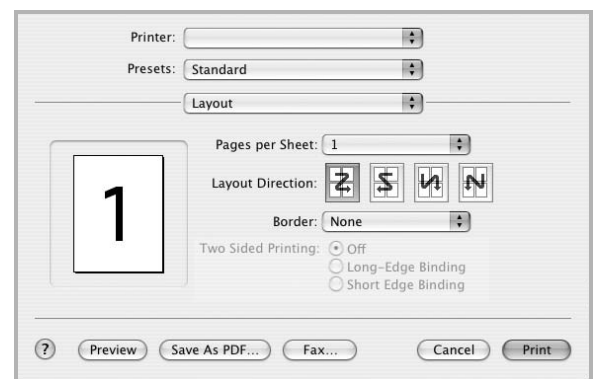 Printer:
Presets: Standard
Layout
Pages per Sheet: 1
1
Layout Direction:
Border: None
Two Sided Printing: Off
Long-Edge Binding
Short Edge Binding
? Preview Save As PDF... Fax... Cancel Print